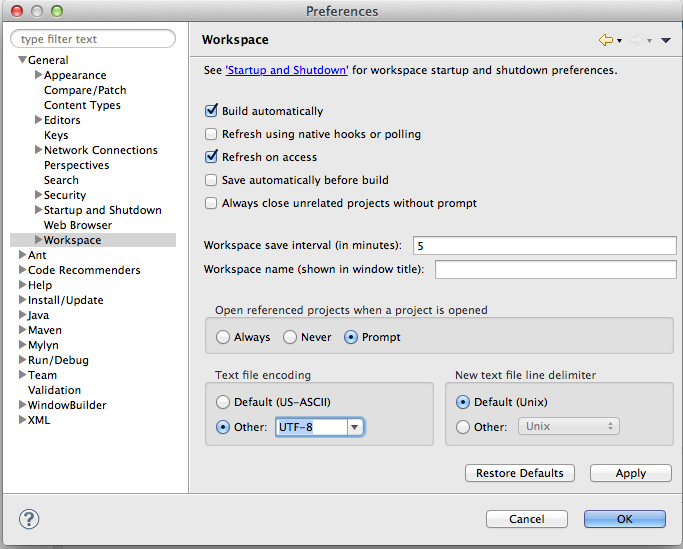 Preferences
type filter text
General
Appearance
Compare/Patch
Content Types
Editors
Keys
Network Connections
Perspectives
Search
Security
Startup and Shutdown
Web Browser
Workspace
Ant
Code Recommenders
Help
Install/Update
Java
Maven
Mylyn
Run/Debug
Team
Validation
WindowBuilder
XML
Workspace
See 'Startup and Shutdown' for workspace startup and shutdown preferences.
Build automatically
Refresh using native hooks or polling
Refresh on access
Save automatically before build
Always close unrelated projects without prompt
Workspace save interval (in minutes): 5
Workspace name (shown in window title):
Open referenced projects when a project is opened
Always Never Prompt
Text file encoding
Default (US-ASCII)
Other: UTF-8
New text file line delimiter
Default (Unix)
Other: Unix
Restore Defaults Apply
? Cancel OK